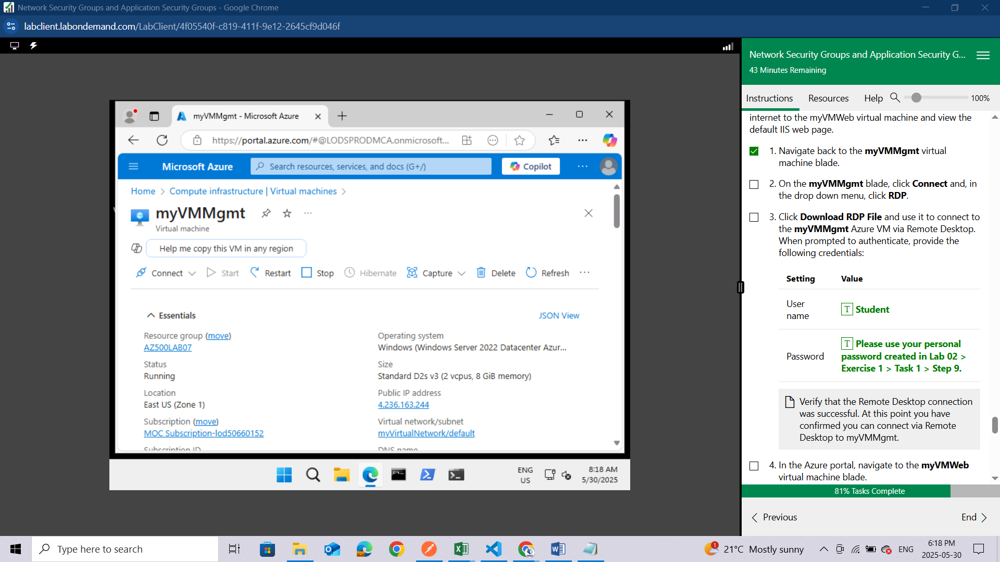 Network Security Groups and Application Security Groups - Google Chrome
labclient.labondemand.com/LabClient/4f05540f-c819-411f-9e12-2645cf9d046f
myVMMgmt - Microsoft Azure
https://portal.azure.com/#@LODSPRODMCA.onmicrosoft...
Microsoft Azure
Search resources, services, and docs (G+/)
Copilot
Home > Compute infrastructure | Virtual machines >
myVMMgmt
Virtual machine
Help me copy this VM in any region
Connect
Start
Restart
Stop
Hibernate
Capture
Delete
Refresh
Essentials
JSON View
Resource group (move)
AZ500LAB07
Status
Running
Location
East US (Zone 1)
Subscription (move)
MOC Subscription-lod50660152
Subscription ID
Operating system
Windows (Windows Server 2022 Datacenter Azur...
Size
Standard D2s v3 (2 vcpus, 8 GiB memory)
Public IP address
4.236.163.244
Virtual network/subnet
myVirtualNetwork/default
DNS name
ENG
US
8:18 AM
5/30/2025
Network Security Groups and Application Security G...
43 Minutes Remaining
Instructions
Resources
Help
100%
internet to the myVMWeb virtual machine and view the
default IIS web page.
1. Navigate back to the myVMMgmt virtual
machine blade.
2. On the myVMMgmt blade, click Connect and, in
the drop down menu, click RDP.
3. Click Download RDP File and use it to connect to
the myVMMgmt Azure VM via Remote Desktop.
When prompted to authenticate, provide the
following credentials:
Setting Value
User
name
T Student
Password
T Please use your personal
password created in Lab 02 >
Exercise 1 > Task 1 > Step 9.
Verify that the Remote Desktop connection
was successful. At this point you have
confirmed you can connect via Remote
Desktop to myVMMgmt.
4. In the Azure portal, navigate to the myVMWeb
virtual machine blade.
81% Tasks Complete
Previous
End
Type here to search
1
21°C Mostly sunny
ENG
6:18 PM
2025-05-30